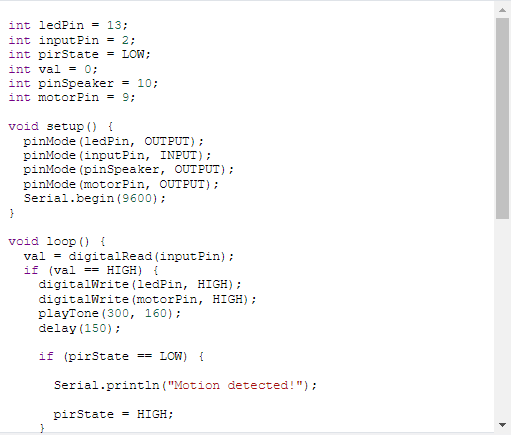 int ledPin = 13;
int inputPin = 2;
int pirState = LOW;
int val = 0;
int pinSpeaker = 10;
int motorPin = 9;

void setup() {
  pinMode(ledPin, OUTPUT);
  pinMode(inputPin, INPUT);
  pinMode(pinSpeaker, OUTPUT);
  pinMode(motorPin, OUTPUT);
  Serial.begin(9600);
}

void loop() {
  val = digitalRead(inputPin);
  if (val == HIGH) {
    digitalWrite(ledPin, HIGH);
    digitalWrite(motorPin, HIGH);
    playTone(300, 160);
    delay(150);

    if (pirState == LOW) {

      Serial.println("Motion detected!");

      pirState = HIGH;
    }